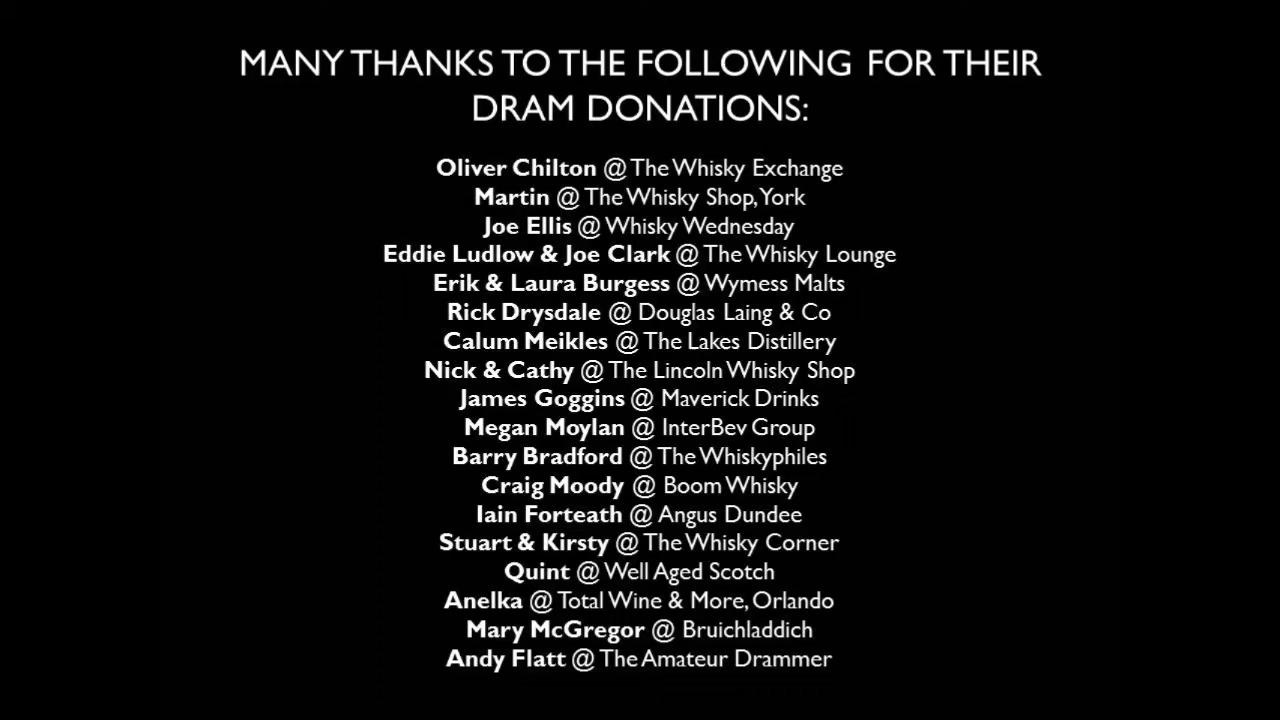 MANY THANKS TO THE FOLLOWING FOR THEIR
DRAM DONATIONS:
Oliver Chilton @ The Whisky Exchange
Martin @ The Whisky Shop, York
Joe Ellis @ Whisky Wednesday
Eddie Ludlow & Joe Clark @ The Whisky Lounge
Erik & Laura Burgess @ Wymess Malts
Rick Drysdale @ Douglas Laing & Co
Calum Meikles @ The Lakes Distillery
Nick & Cathy @ The Lincoln Whisky Shop
James Goggins @ Maverick Drinks
Megan Moylan @ InterBev Group
Barry Bradford @ The Whiskyphiles
Craig Moody @ Boom Whisky
Iain Forteath @ Angus Dundee
Stuart & Kirsty @ The Whisky Corner
Quint @ Well Aged Scotch
Anelka @ Total Wine & More, Orlando
Mary McGregor @ Bruichladdich
Andy Flatt @ The Amateur Drammer